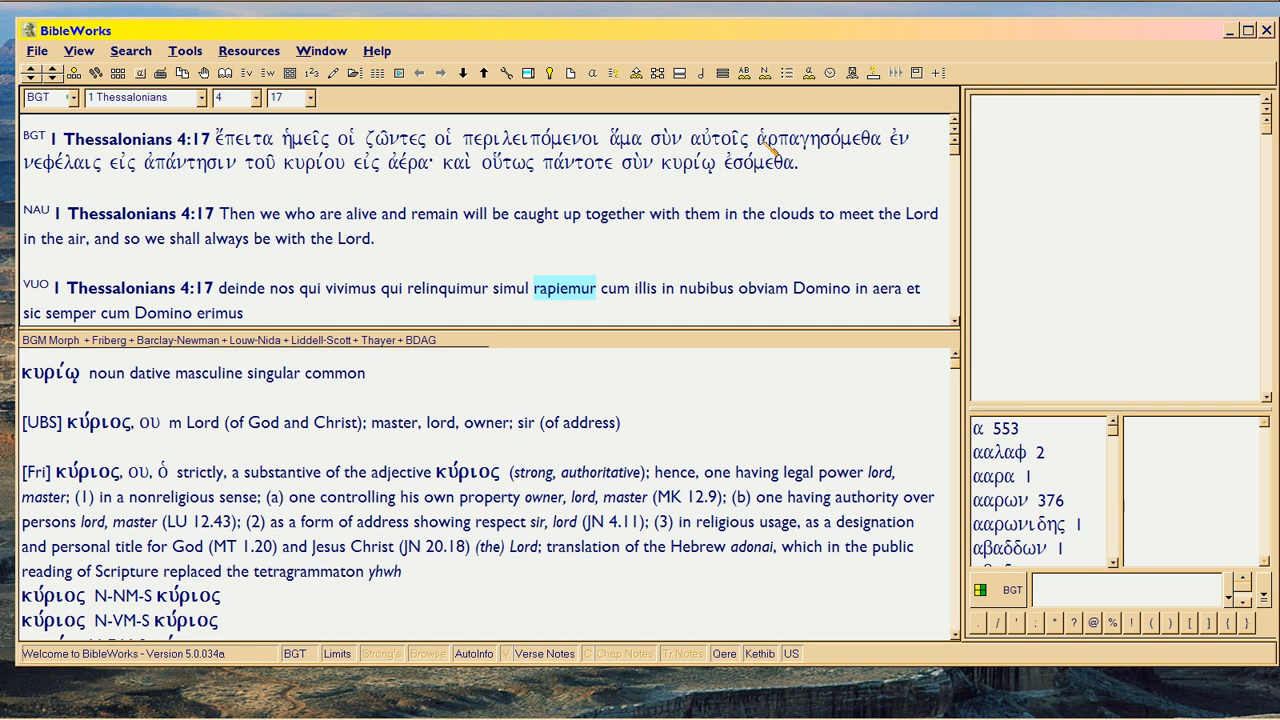 BibleWorks
File View Search Tools Resources Window Help
BGT 1 Thessalonians 4 17
BGT 1 Thessalonians 4:17 ἔπειτα ἡμεῖς οἱ ζῶντες οἱ περιλειπόμενοι ἅμα σὺν αὐτοῖς ἁρπαγησόμεθα ἐν
νεφέλαις εἰς ἀπάντησιν τοῦ κυρίου εἰς ἀέρα· καὶ οὕτως πάντοτε σὺν κυρίῳ ἐσόμεθα.
NAU 1 Thessalonians 4:17 Then we who are alive and remain will be caught up together with them in the clouds to meet the Lord
in the air, and so we shall always be with the Lord.
VUO 1 Thessalonians 4:17 deinde nos qui vivimus qui relinquimur simul rapiemur cum illis in nubibus obviam Domino in aera et
sic semper cum Domino erimus
BGM Morph + Friberg + Barclay-Newman + Louw-Nida + Liddell-Scott + Thayer + BDAG
κυρίῳ noun dative masculine singular common
[UBS] κύριος, ου m Lord (of God and Christ); master, lord, owner; sir (of address)
[Fri] κύριος, ου, ὁ strictly, a substantive of the adjective κύριος (strong, authoritative); hence, one having legal power lord,
master; (1) in a nonreligious sense; (a) one controlling his own property owner, lord, master (MK 12.9); (b) one having authority over
persons lord, master (LU 12.43); (2) as a form of address showing respect sir, lord (JN 4.11); (3) in religious usage, as a designation
and personal title for God (MT 1.20) and Jesus Christ (JN 20.18) (the) Lord; translation of the Hebrew adonai, which in the public
reading of Scripture replaced the tetragrammaton yhwh
κύριος N-NM-S κύριος
κύριος N-VM-S κύριος
α 553
ααλαφ 2
ααρα 1
ααρων 376
ααρωνιδης 1
αβαδδων 1
BGT
. / ' ; * ? @ % ! ( ) [ ] { }
Welcome to BibleWorks - Version 5.0.034a BGT Limits Strong's Browse AutoInfo V Verse Notes C Chap Notes Tr Notes Qere Kethib US